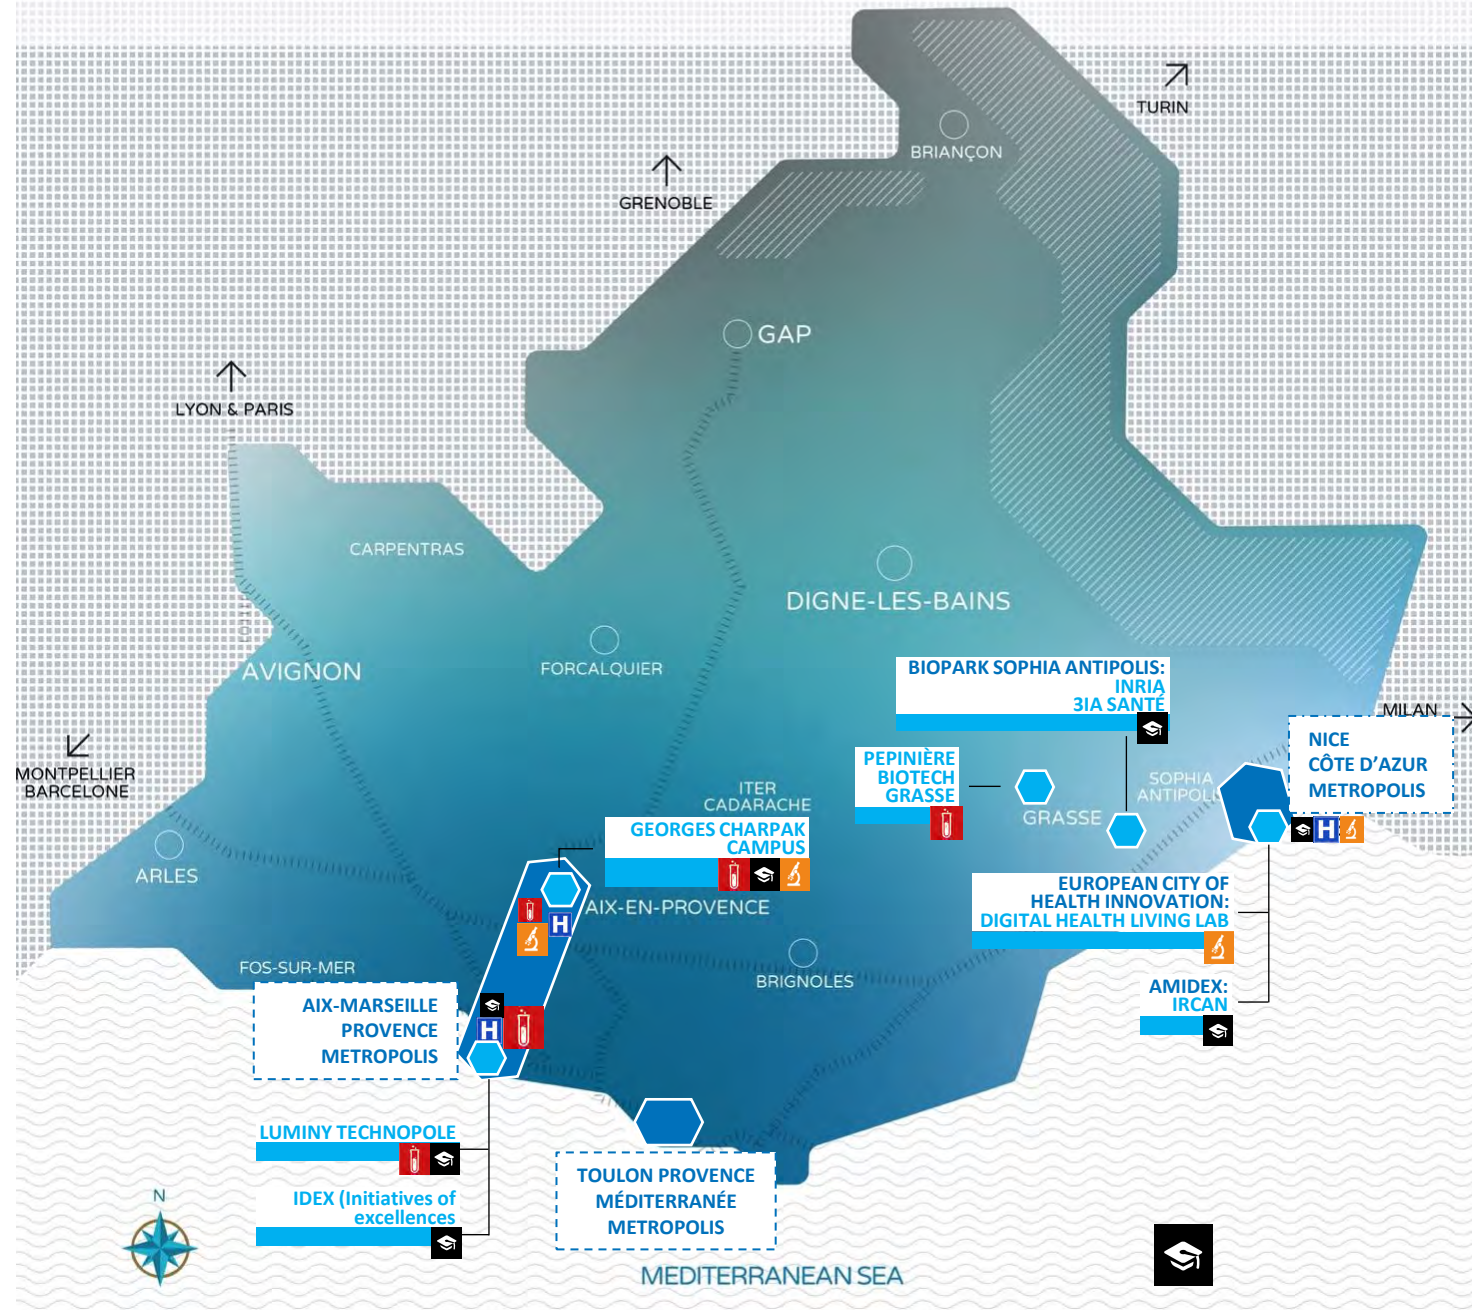 TURIN
BRIANÇON
GRENOBLE
GAP
LYON & PARIS
CARPENTRAS
DIGNE-LES-BAINS
FORCALQUIER
AVIGNON
BIOPARK SOPHIA ANTIPOLIS:
INRIA
3IA SANTÉ
MILAN
NICE
CÔTE D'AZUR
METROPOLIS
MONTPELLIER
BARCELONE
PEPINIÈRE
BIOTECH
GRASSE
SOPHIA
ANTIPOLI
ITER
CADARACHE
GRASSE
GEORGES CHARPAK
CAMPUS
H
ARLES
EUROPEAN CITY OF
HEALTH INNOVATION:
DIGITAL HEALTH LIVING LAB
AIX-EN-PROVENCE
H
FOS-SUR-MER
BRIGNOLES
AMIDEX:
IRCAN
AIX-MARSEILLE
PROVENCE
METROPOLIS
H
LUMINY TECHNOPOLE
TOULON PROVENCE
MÉDITERRANÉE
METROPOLIS
IDEX (Initiatives of
excellences
N
MEDITERRANEAN SEA